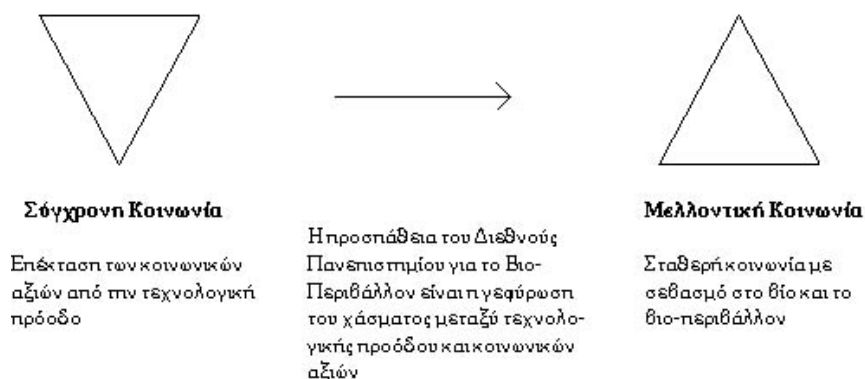 Σύγχρονη Κοινωνία
Επέκταση των κοινωνικών
αξιών από την τεχνολογική
πρόοδο
Η προσπάθεια του Διεθνούς
Πανεπιστημίου για το Βιο-
Περιβάλλον είναι η γεφύρωση
του χάσματος μεταξύ τεχνολο-
γικής προόδου και κοινωνικών
αξιών
Μελλοντική Κοινωνία
Σταθερή κοινωνία με
σεβασμό στο βίο και το
βιο-περιβάλλον